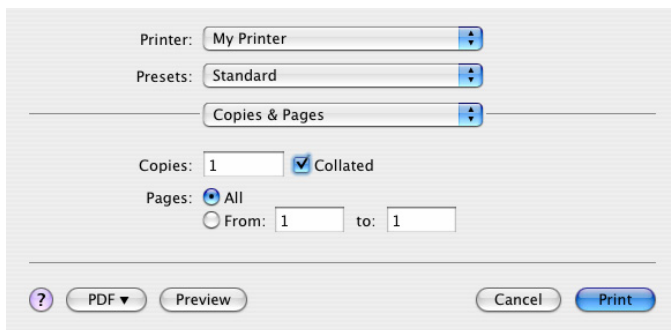 Printer: My Printer
Presets: Standard
Copies & Pages
Copies: 1 Collated
Pages: All
From: 1 to: 1
? PDF▼ Preview Cancel Print